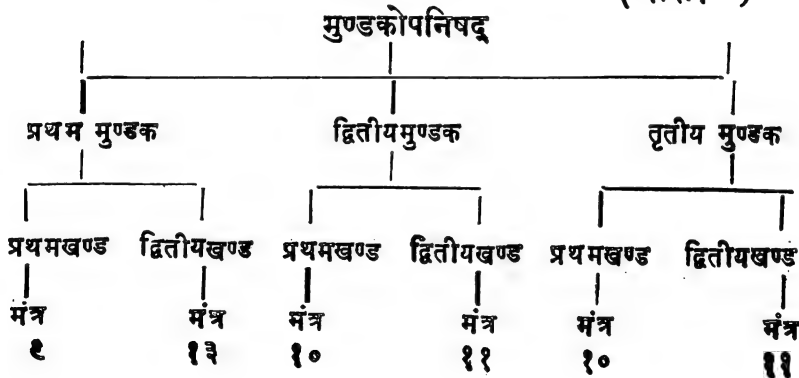 मुण्डकोपनिषद्
प्रथम मुण्डक द्वितीयमुण्डक तृतीय मुण्डक
प्रथमखण्ड द्वितीयखण्ड प्रथमखण्ड द्वितीयखण्ड प्रथमखण्ड द्वितीयखण्ड
मंत्र मंत्र मंत्र मंत्र मंत्र मंत्र
९ १३ १० ११ १० ११